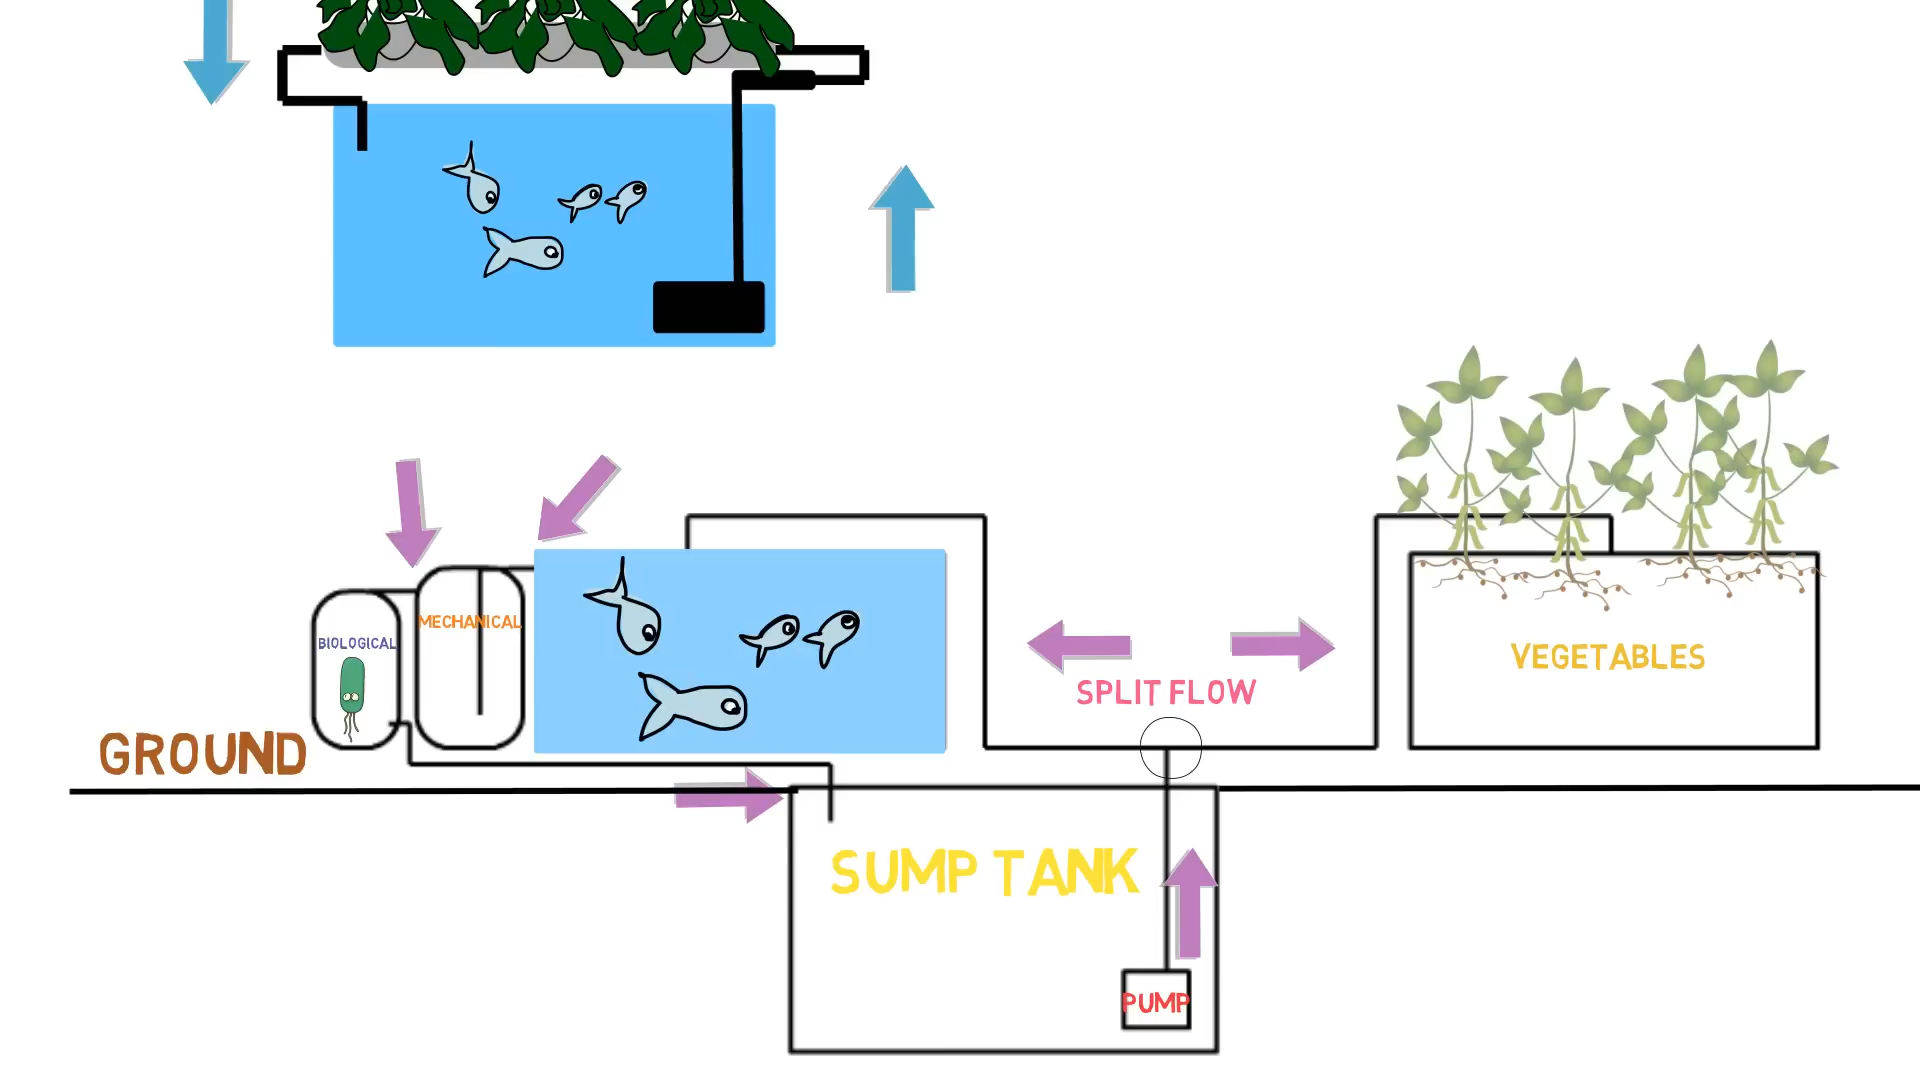 MECHANICAL
BIOLOGICAL
VEGETABLES
SPLIT FLOW
GROUND
SUMP TANK
PUMP